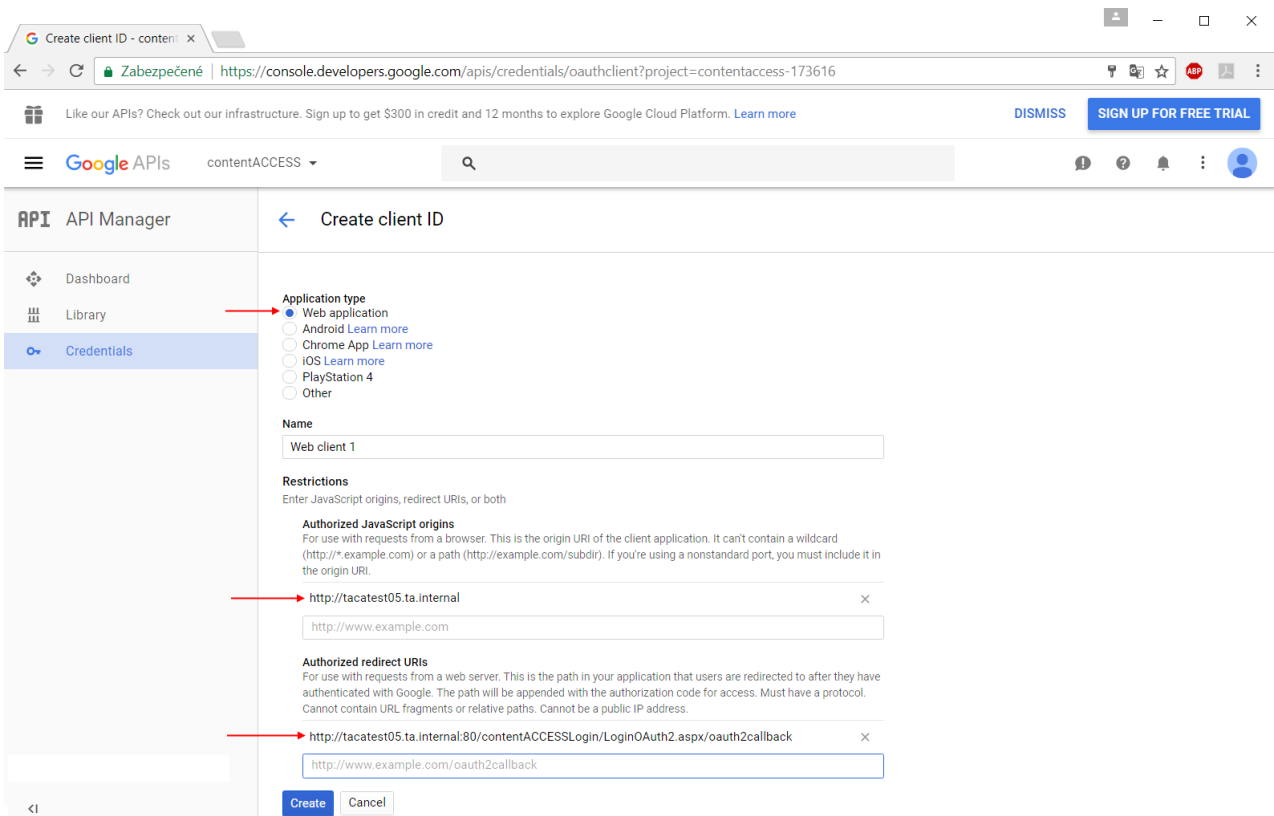 Create client ID - content
Zabezpečené | https://console.developers.google.com/apis/credentials/oauthclient?project=contentaccess-173616
ABP
Like our APIs? Check out our infrastructure. Sign up to get $300 in credit and 12 months to explore Google Cloud Platform. Learn more
DISMISS
SIGN UP FOR FREE TRIAL
Google APIs
contentACCESS
API API Manager
Create client ID
Dashboard
Library
Credentials
Application type
Web application
Android Learn more
Chrome App Learn more
iOS Learn more
PlayStation 4
Other
Name
Web client 1
Restrictions
Enter JavaScript origins, redirect URIs, or both
Authorized JavaScript origins
For use with requests from a browser. This is the origin URI of the client application. It can't contain a wildcard
(http://*.example.com) or a path (http://example.com/subdir). If you're using a nonstandard port, you must include it in
the origin URI.
http://tacatest05.ta.internal
http://www.example.com
Authorized redirect URIs
For use with requests from a web server. This is the path in your application that users are redirected to after they have
authenticated with Google. The path will be appended with the authorization code for access. Must have a protocol.
Cannot contain URL fragments or relative paths. Cannot be a public IP address.
http://tacatest05.ta.internal:80/contentACCESSLogin/LoginOAuth2.aspx/oauth2callback
http://www.example.com/oauth2callback
Create
Cancel